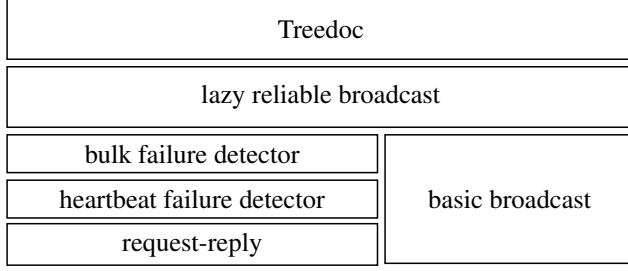 Treedoc
lazy reliable broadcast
bulk failure detector
heartbeat failure detector
request-reply
basic broadcast